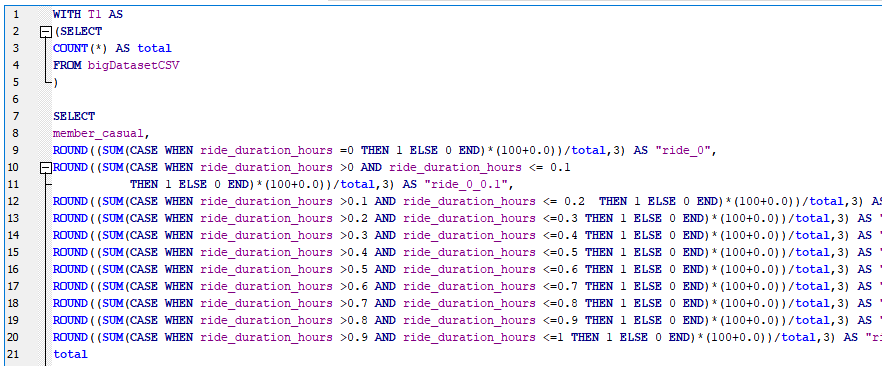 1 WITH T1 AS
2 (SELECT
3 COUNT(*) AS total
4 FROM bigDatasetCSV
5 )
6
7 SELECT
8 member_casual,
9 ROUND((SUM(CASE WHEN ride_duration_hours =0 THEN 1 ELSE 0 END)*(100+0.0))/total,3) AS "ride_0",
10 ROUND((SUM(CASE WHEN ride_duration_hours >0 AND ride_duration_hours <= 0.1
11 THEN 1 ELSE 0 END)*(100+0.0))/total,3) AS "ride_0_0.1",
12 ROUND((SUM(CASE WHEN ride_duration_hours >0.1 AND ride_duration_hours <= 0.2  THEN 1 ELSE 0 END)*(100+0.0))/total,3) AS
13 ROUND((SUM(CASE WHEN ride_duration_hours >0.2 AND ride_duration_hours <=0.3 THEN 1 ELSE 0 END)*(100+0.0))/total,3) AS "
14 ROUND((SUM(CASE WHEN ride_duration_hours >0.3 AND ride_duration_hours <=0.4 THEN 1 ELSE 0 END)*(100+0.0))/total,3) AS "
15 ROUND((SUM(CASE WHEN ride_duration_hours >0.4 AND ride_duration_hours <=0.5 THEN 1 ELSE 0 END)*(100+0.0))/total,3) AS "
16 ROUND((SUM(CASE WHEN ride_duration_hours >0.5 AND ride_duration_hours <=0.6 THEN 1 ELSE 0 END)*(100+0.0))/total,3) AS "
17 ROUND((SUM(CASE WHEN ride_duration_hours >0.6 AND ride_duration_hours <=0.7 THEN 1 ELSE 0 END)*(100+0.0))/total,3) AS "
18 ROUND((SUM(CASE WHEN ride_duration_hours >0.7 AND ride_duration_hours <=0.8 THEN 1 ELSE 0 END)*(100+0.0))/total,3) AS "
19 ROUND((SUM(CASE WHEN ride_duration_hours >0.8 AND ride_duration_hours <=0.9 THEN 1 ELSE 0 END)*(100+0.0))/total,3) AS "
20 ROUND((SUM(CASE WHEN ride_duration_hours >0.9 AND ride_duration_hours <=1 THEN 1 ELSE 0 END)*(100+0.0))/total,3) AS "ri
21 total